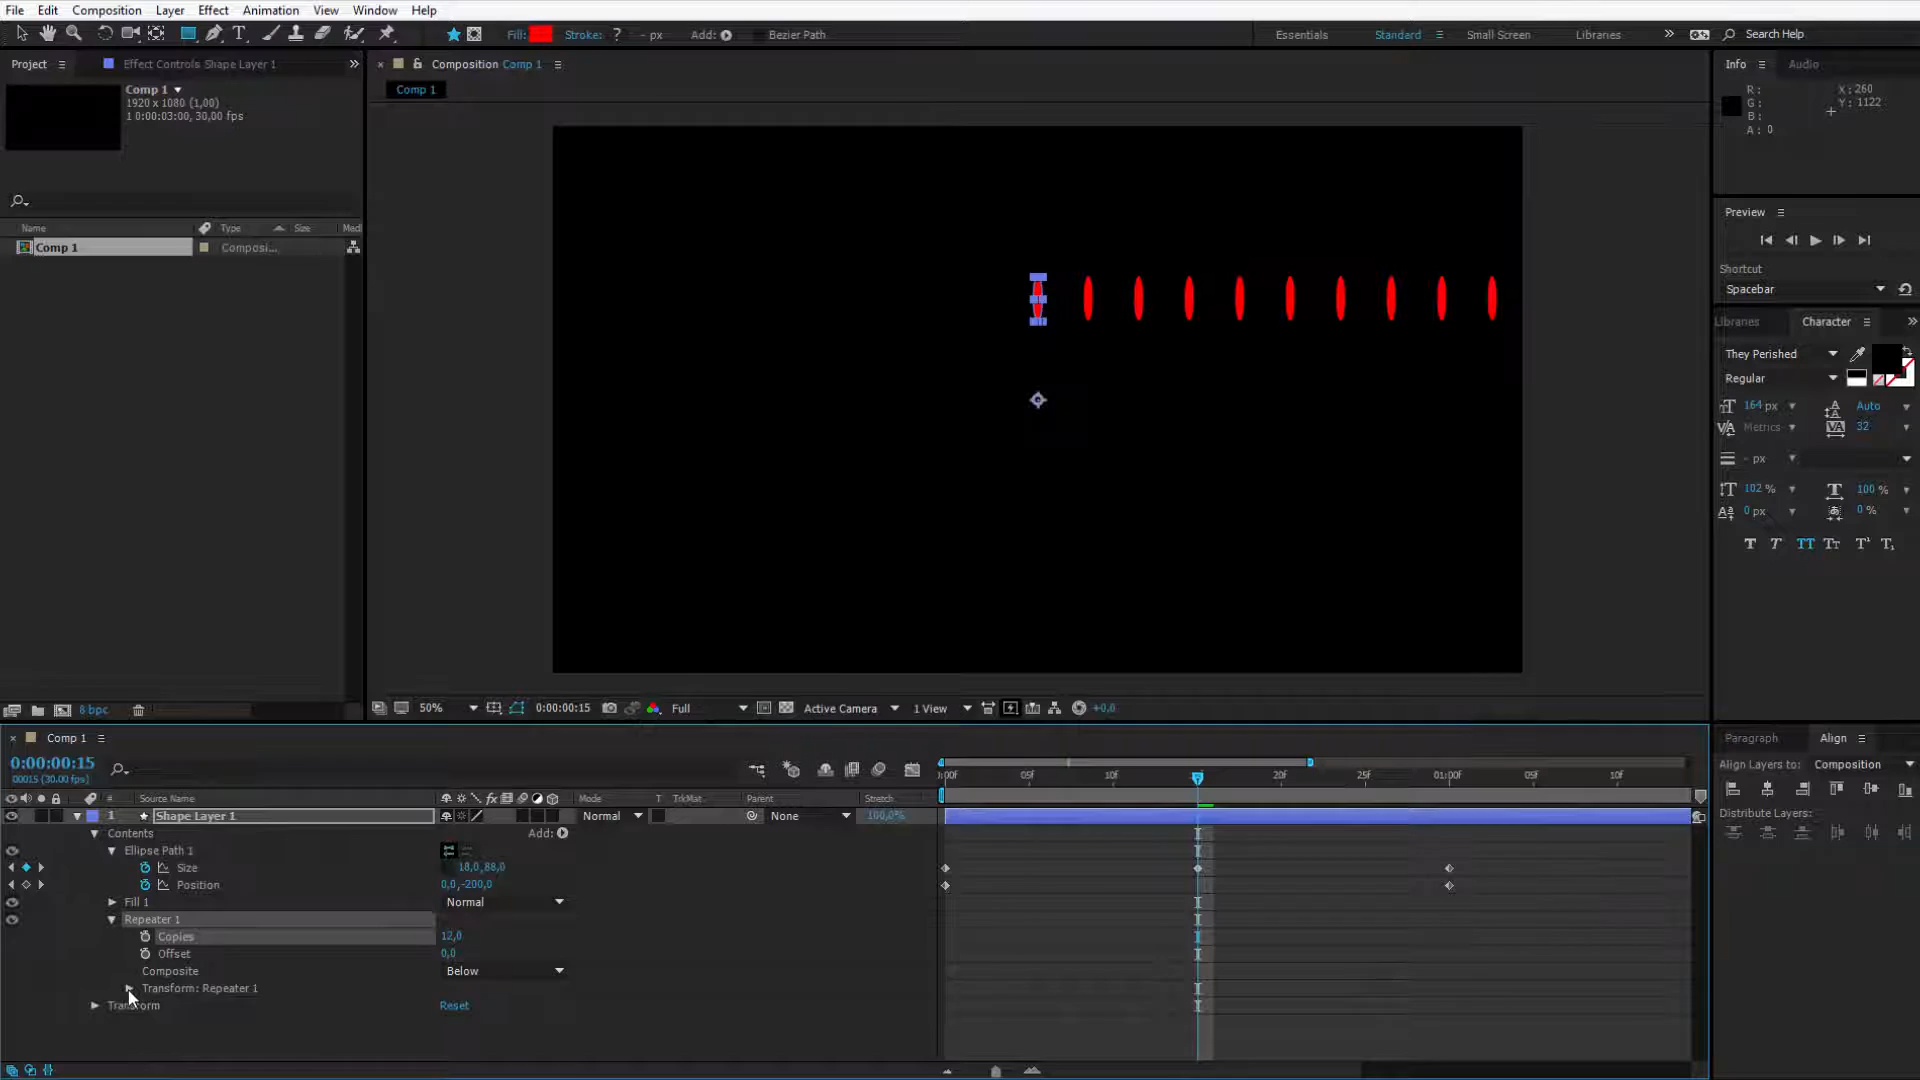 File Edit Composition Layer Effect Animation View Window Help
Fill: Stroke: ? - px Add: Bezier Path Essentials Standard Small Screen Libraries Search Help
Project Effect Controls Shape Layer 1
Composition Comp 1
Info Audio
Comp 1
1920 x 1080 (1,00)
1 0:00:03:00, 30,00 fps
Comp 1
R: X: 260
G: Y: 1122
B:
A: 0
Preview
Shortcut
Spacebar
Name Type Size Medi
Comp 1 Composi...
Libraries Character
They Perished
Regular
164 px Auto
Metrics 32
- px
102 % 100 %
0 px 0 %
8 bpc
50% 0:00:00:15 Full Active Camera 1 View +0,0
Comp 1
0:00:00:15
00015 (30.00 fps)
:00f 05f 10f 20f 25f 01:00f 05f 10f
# Source Name Mode T TrkMat Parent Stretch
1 Shape Layer 1 Normal None 100,0%
Contents Add:
Ellipse Path 1
Size 18,0,88,0
Position 0,0,-200,0
Fill 1 Normal
Repeater 1
Copies 12,0
Offset 0,0
Composite Below
Transform: Repeater 1
Transform Reset
Paragraph Align
Align Layers to: Composition
Distribute Layers: